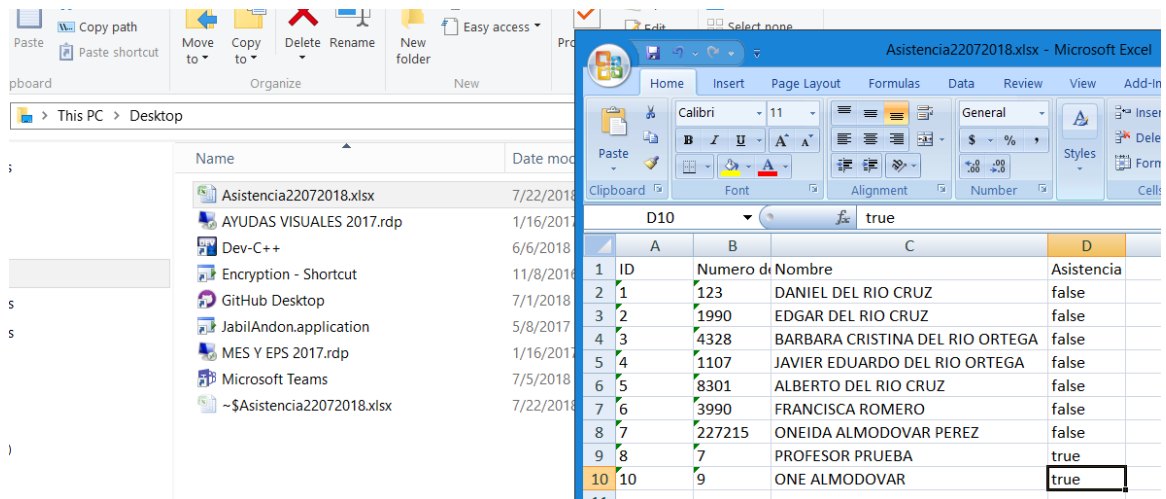 Copy path
Paste
Paste shortcut
Move to
Copy to
Delete
Rename
New folder
Easy access
pboard
Organize
New
This PC > Desktop
Name
Date mod
Asistencia22072018.xlsx
7/22/2018
AYUDAS VISUALES 2017.rdp
1/16/2017
Dev-C++
6/6/2018
Encryption - Shortcut
11/8/2016
GitHub Desktop
7/1/2018
JabilAndon.application
5/8/2017
MES Y EPS 2017.rdp
1/16/2017
Microsoft Teams
7/5/2018
~$Asistencia22072018.xlsx
7/22/2018
Edit
Select none
Asistencia22072018.xlsx - Microsoft Excel
Home Insert Page Layout Formulas Data Review View Add-In
Paste
Calibri 11
B I U A A
General
$ % ,
.00 .0
Styles
Inser
Dele
Form
Clipboard Font Alignment Number Cells
D10 fx true
A B C D
1 ID Numero de Nombre Asistencia
2 1 123 DANIEL DEL RIO CRUZ false
3 2 1990 EDGAR DEL RIO CRUZ false
4 3 4328 BARBARA CRISTINA DEL RIO ORTEGA false
5 4 1107 JAVIER EDUARDO DEL RIO ORTEGA false
6 5 8301 ALBERTO DEL RIO CRUZ false
7 6 3990 FRANCISCA ROMERO false
8 7 227215 ONEIDA ALMODOVAR PEREZ false
9 8 7 PROFESOR PRUEBA true
10 10 9 ONE ALMODOVAR true